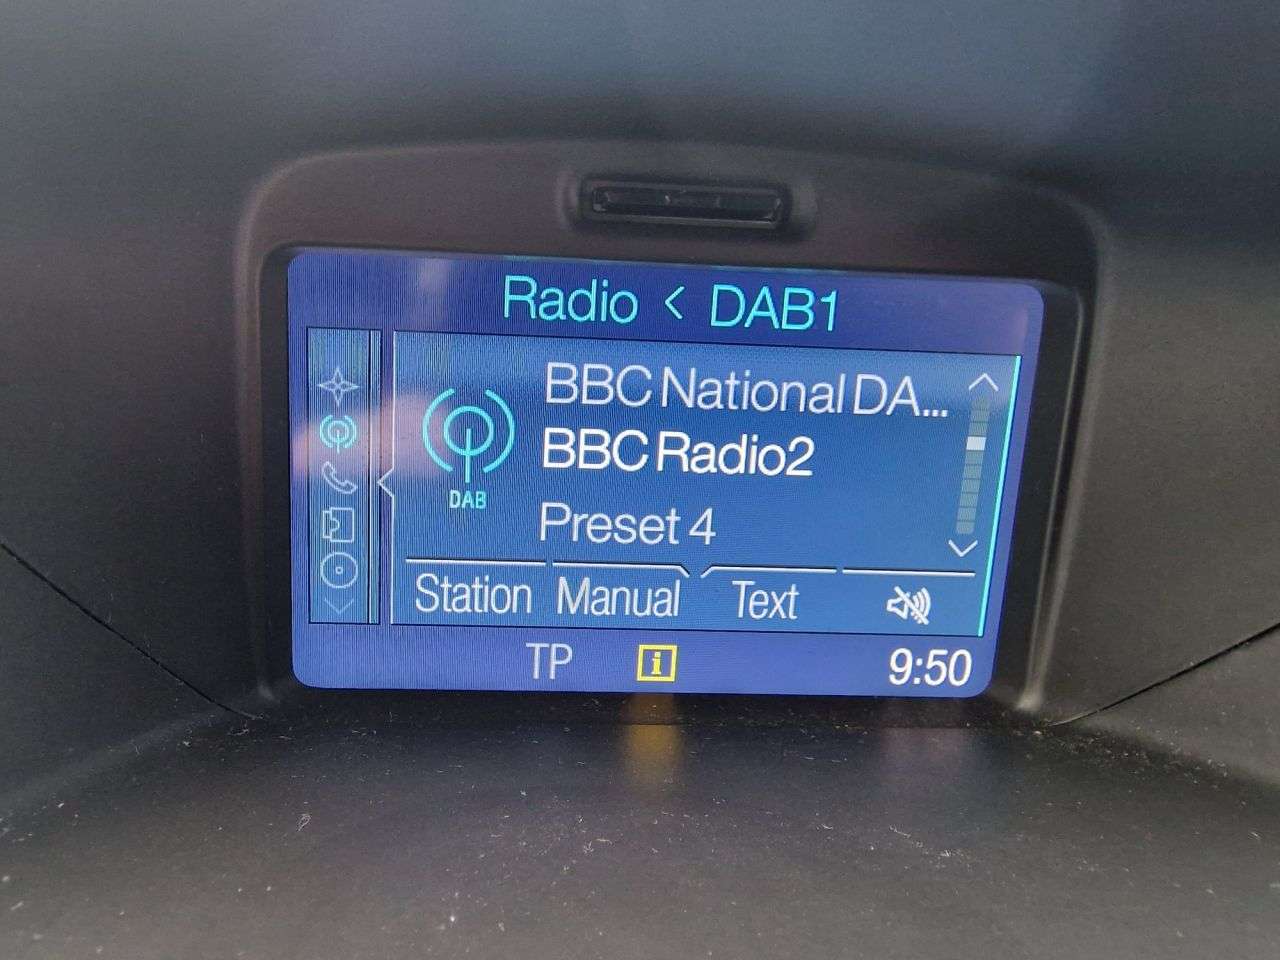 Radio < DAB1
BBC National DA...
BBC Radio2
DAB
Preset 4
Station Manual Text
TP i 9:50